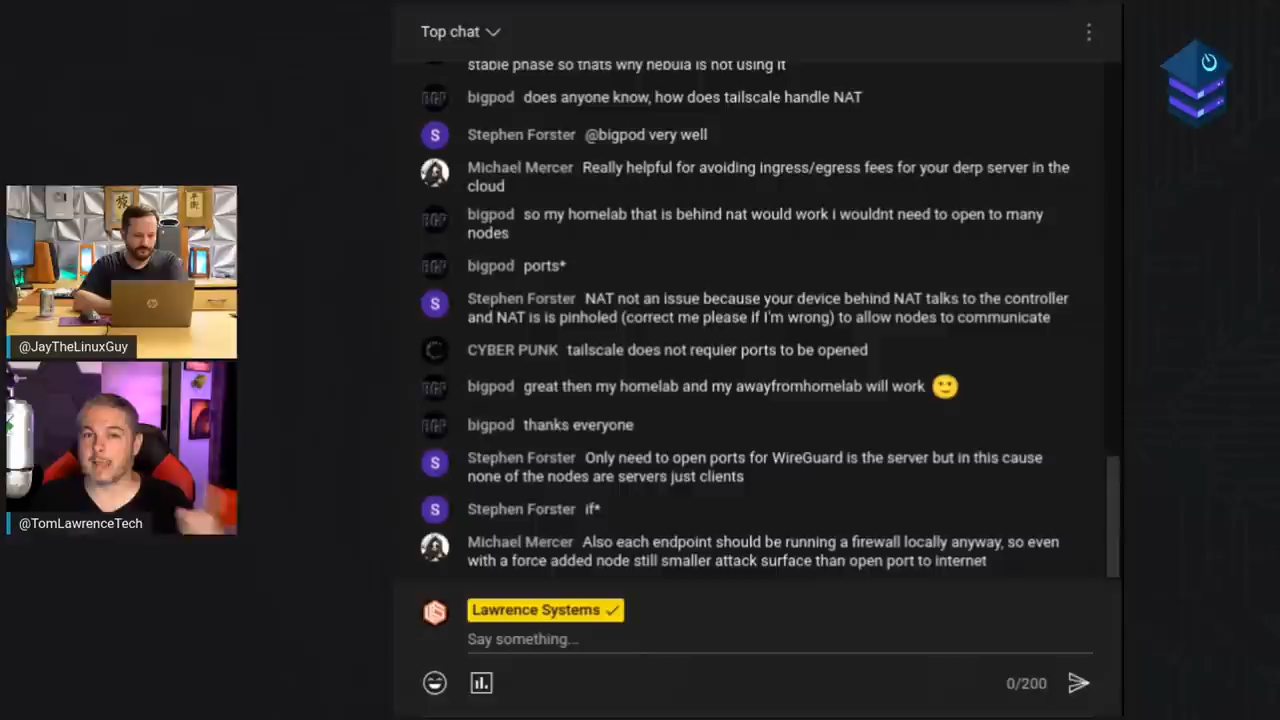 Top chat
stable phase so thats why nebula is not using it
bigpod does anyone know, how does tailscale handle NAT
S Stephen Forster @bigpod very well
Michael Mercer Really helpful for avoiding ingress/egress fees for your derp server in the
cloud
bigpod so my homelab that is behind nat would work i wouldnt need to open to many
nodes
bigpod ports*
S Stephen Forster NAT not an issue because your device behind NAT talks to the controller
and NAT is is pinholed (correct me please if I'm wrong) to allow nodes to communicate
CYBER PUNK tailscale does not requier ports to be opened
bigpod great then my homelab and my awayfromhomelab will work
bigpod thanks everyone
S Stephen Forster Only need to open ports for WireGuard is the server but in this cause
none of the nodes are servers just clients
S Stephen Forster if*
Michael Mercer Also each endpoint should be running a firewall locally anyway, so even
with a force added node still smaller attack surface than open port to internet
Lawrence Systems
Say something...
0/200
@JayTheLinuxGuy
@TomLawrenceTech